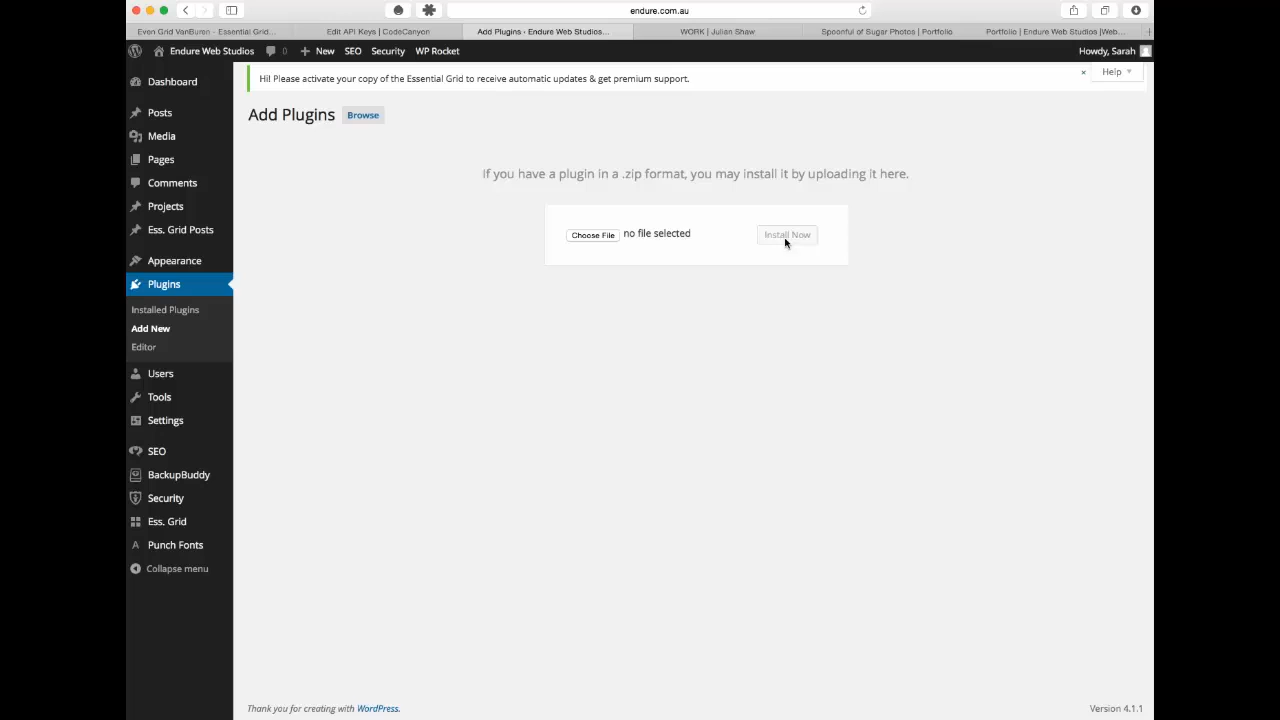 endure.com.au
Even Grid VanBuren - Essential Grid...
Edit API Keys | CodeCanyon
Add Plugins ‹ Endure Web Studios...
WORK | Julian Shaw
Spoonful of Sugar Photos | Portfolio
Portfolio | Endure Web Studios |Web...
Endure Web Studios
0
New
SEO
Security
WP Rocket
Howdy, Sarah
Hi! Please activate your copy of the Essential Grid to receive automatic updates & get premium support.
×
Help
Add Plugins
Browse
If you have a plugin in a .zip format, you may install it by uploading it here.
Choose File
no file selected
Install Now
Dashboard
Posts
Media
Pages
Comments
Projects
Ess. Grid Posts
Appearance
Plugins
Installed Plugins
Add New
Editor
Users
Tools
Settings
SEO
BackupBuddy
Security
Ess. Grid
A Punch Fonts
Collapse menu
Thank you for creating with WordPress.
Version 4.1.1